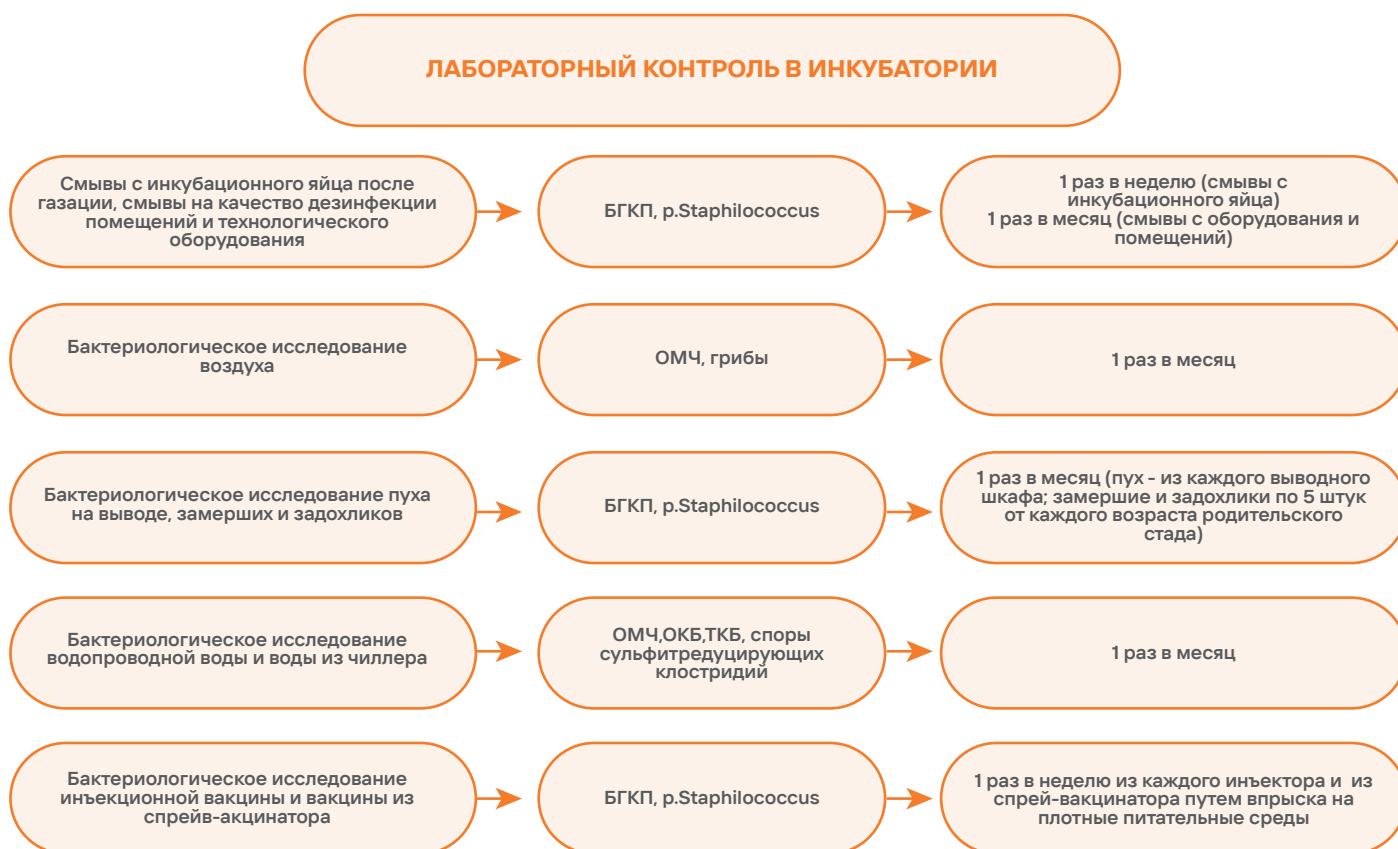 ЛАБОРАТОРНЫЙ КОНТРОЛЬ В ИНКУБАТОРИИ
Смывы с инкубационного яйца после
газации, смывы на качество дезинфекции
помещений и технологического
оборудования
БГКП, р.Staphilococcus
1 раз в неделю (смывы с
инкубационного яйца)
1 раз в месяц (смывы с оборудования и
помещений)
Бактериологическое исследование
воздуха
ОМЧ, грибы
1 раз в месяц
Бактериологическое исследование пуха
на выводе, замерших и задохликов
БГКП, р.Staphilococcus
1 раз в месяц (пух - из каждого выводного
шкафа; замершие и задохлики по 5 штук
от каждого возраста родительского
стада)
Бактериологическое исследование
водопроводной воды и воды из чиллера
ОМЧ,ОКБ,ТКБ, споры
сульфитредуцирующих
клостридий
1 раз в месяц
Бактериологическое исследование
инъекционной вакцины и вакцины из
спрейв-акцинатора
БГКП, р.Staphilococcus
1 раз в неделю из каждого инъектора и из
спрей-вакцинатора путем впрыска на
плотные питательные среды